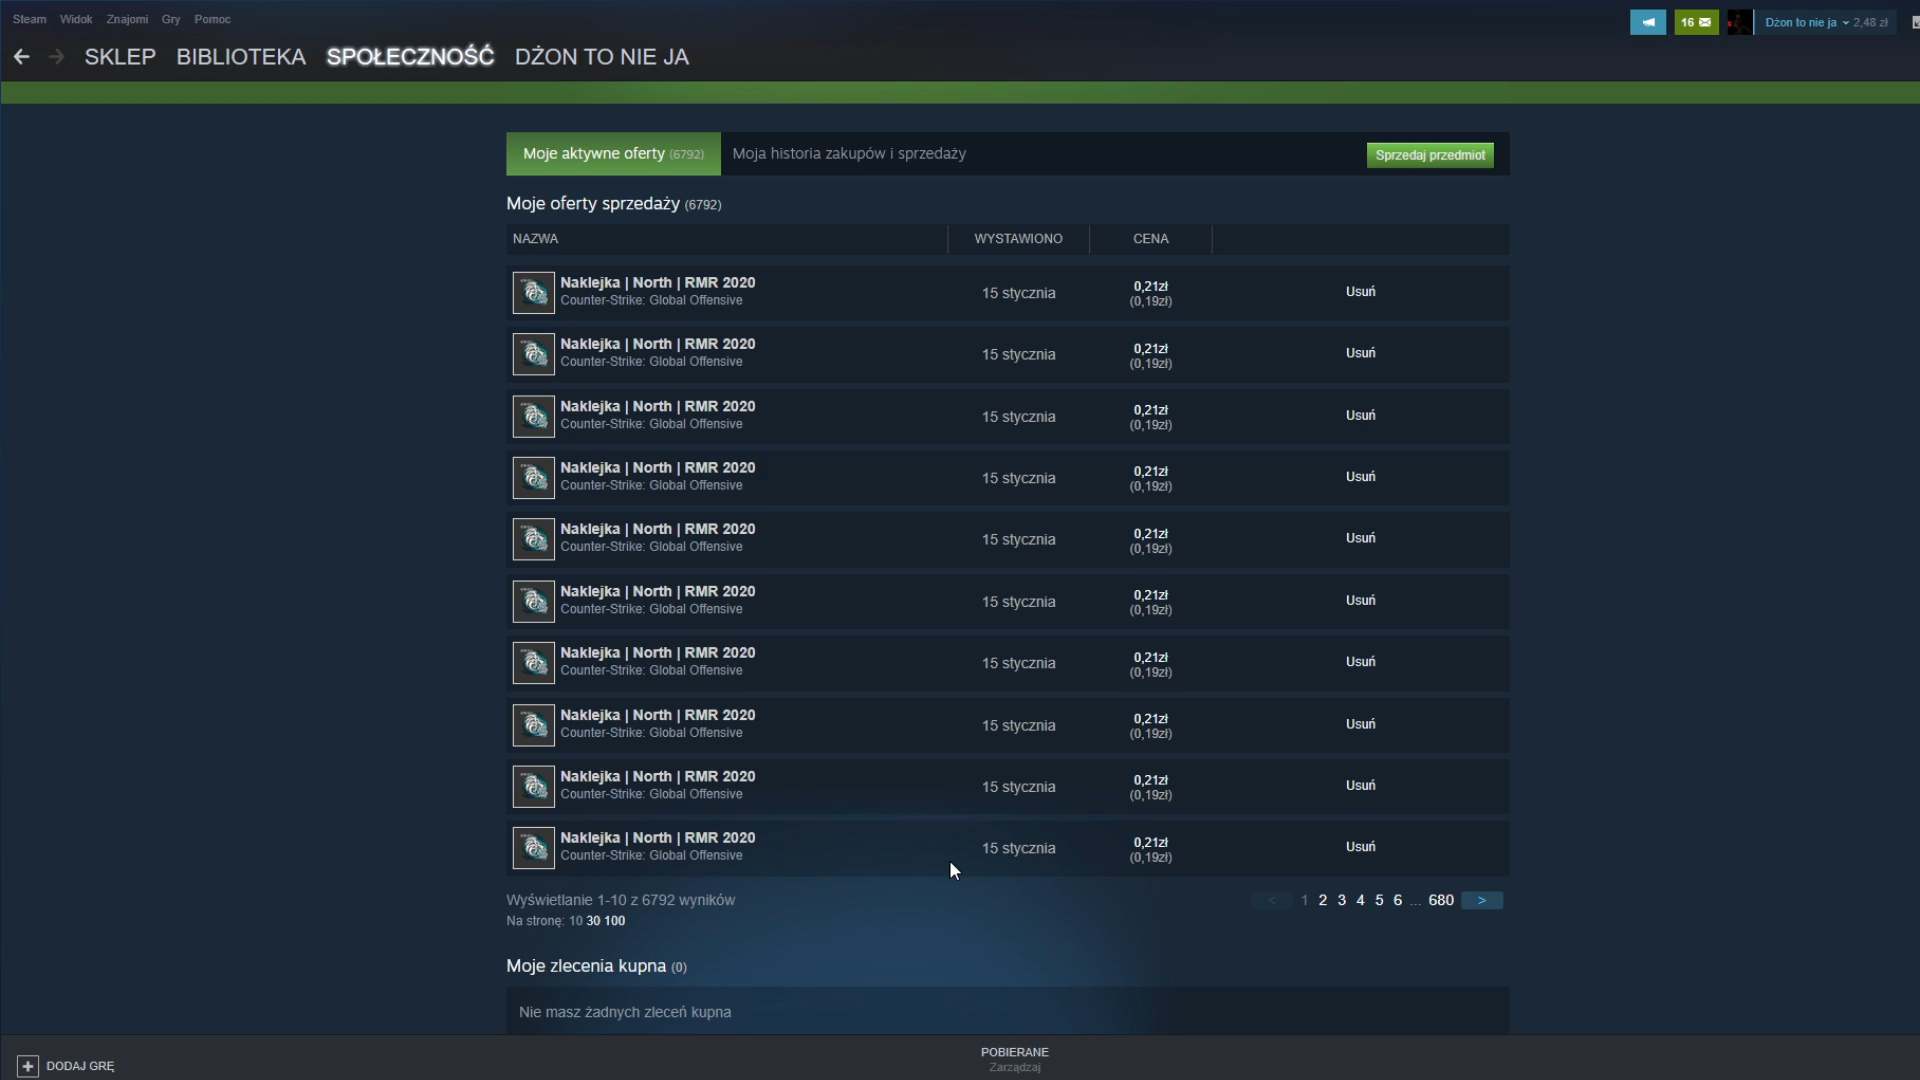 Steam Widok Znajomi Gry Pomoc
16 Dżon to nie ja 2,48 zł
SKLEP BIBLIOTEKA SPOŁECZNOŚĆ DŻON TO NIE JA
Moje aktywne oferty (6792) Moja historia zakupów i sprzedaży Sprzedaj przedmiot
Moje oferty sprzedaży (6792)
NAZWA WYSTAWIONO CENA
Naklejka | North | RMR 2020
Counter-Strike: Global Offensive
15 stycznia
0,21zł
(0,19zł)
Usuń
Naklejka | North | RMR 2020
Counter-Strike: Global Offensive
15 stycznia
0,21zł
(0,19zł)
Usuń
Naklejka | North | RMR 2020
Counter-Strike: Global Offensive
15 stycznia
0,21zł
(0,19zł)
Usuń
Naklejka | North | RMR 2020
Counter-Strike: Global Offensive
15 stycznia
0,21zł
(0,19zł)
Usuń
Naklejka | North | RMR 2020
Counter-Strike: Global Offensive
15 stycznia
0,21zł
(0,19zł)
Usuń
Naklejka | North | RMR 2020
Counter-Strike: Global Offensive
15 stycznia
0,21zł
(0,19zł)
Usuń
Naklejka | North | RMR 2020
Counter-Strike: Global Offensive
15 stycznia
0,21zł
(0,19zł)
Usuń
Naklejka | North | RMR 2020
Counter-Strike: Global Offensive
15 stycznia
0,21zł
(0,19zł)
Usuń
Naklejka | North | RMR 2020
Counter-Strike: Global Offensive
15 stycznia
0,21zł
(0,19zł)
Usuń
Naklejka | North | RMR 2020
Counter-Strike: Global Offensive
15 stycznia
0,21zł
(0,19zł)
Usuń
Wyświetlanie 1-10 z 6792 wyników < 1 2 3 4 5 6 ... 680 >
Na stronę: 10 30 100
Moje zlecenia kupna (0)
Nie masz żadnych zleceń kupna
DODAJ GRĘ
POBIERANE
Zarządzaj